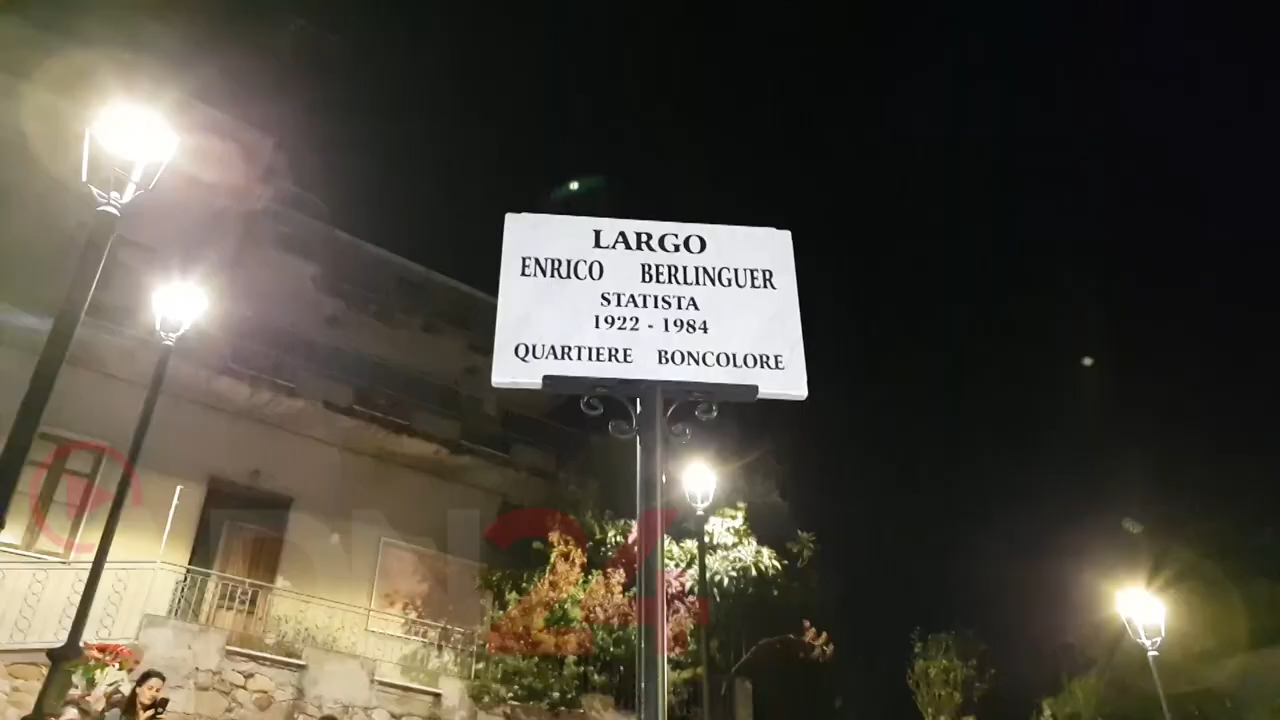 LARGO
ENRICO BERLINGUER
STATISTA
1922 - 1984
QUARTIERE BONCOLORE